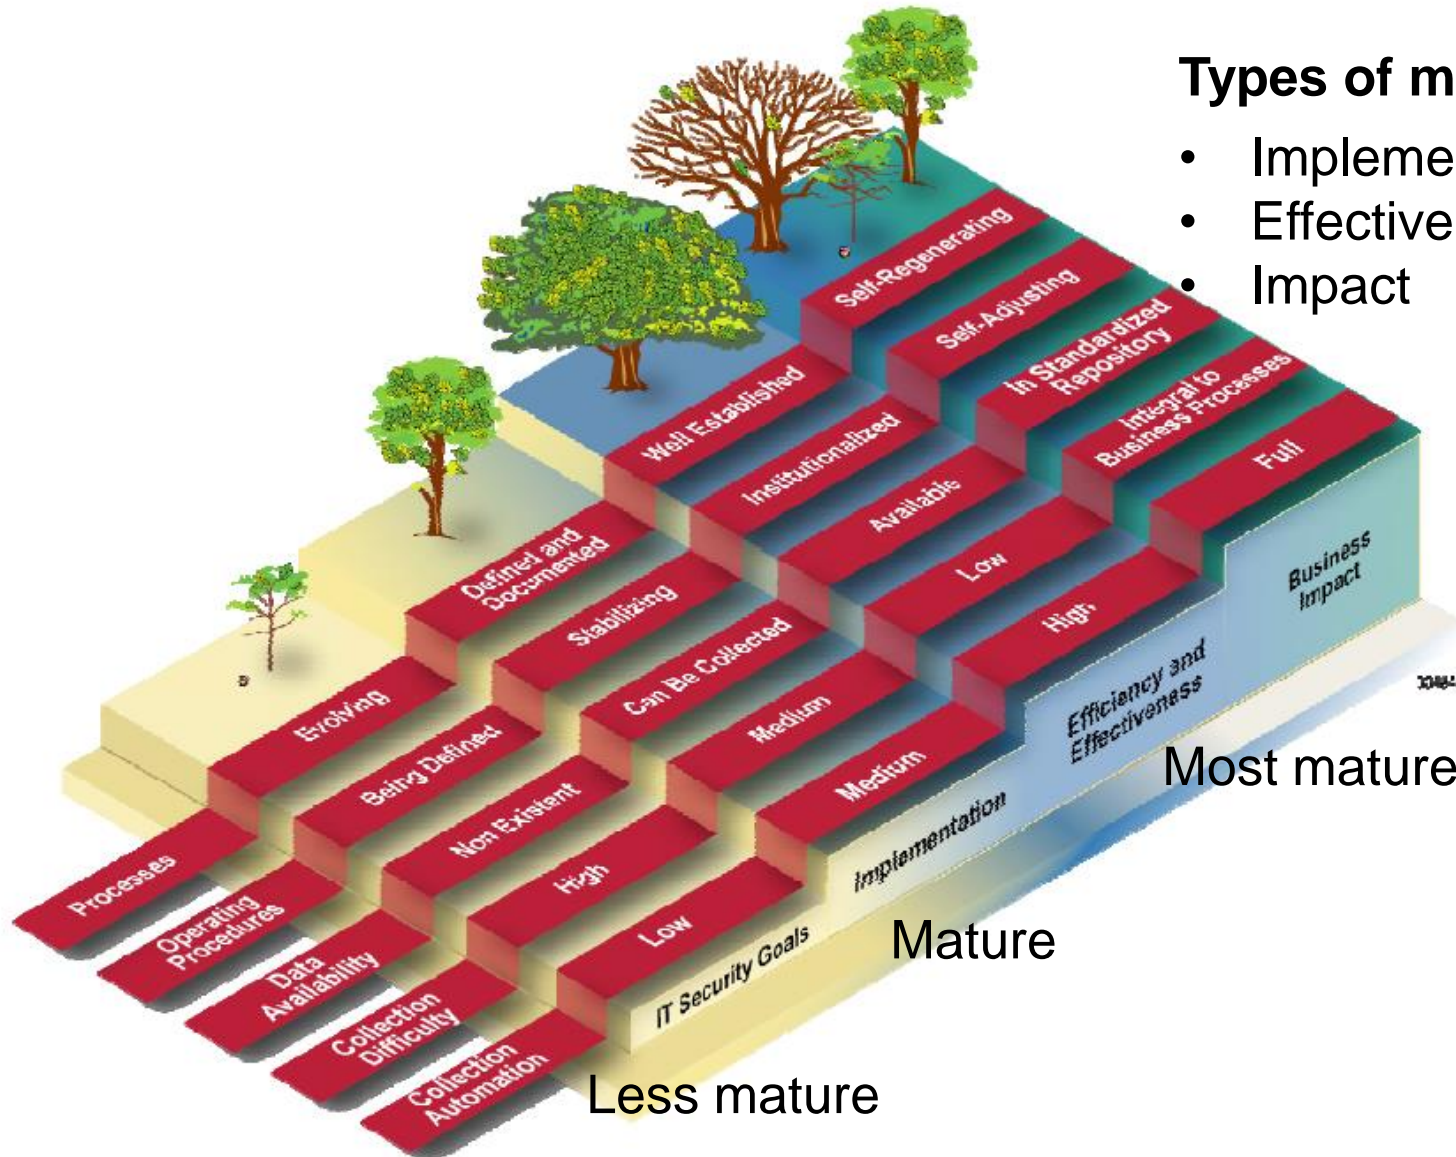 Types of m
• Impleme
• Effective
• Impact
Self-Regenerating
Self-Adjusting
In Standardized
Repository
Integral to
Business Processes
Full
Well Established
Institutionalized
Available
Low
High
Defined and
Documented
Stabilizing
Can Be Collected
Medium
Medium
Evolving
Being Defined
Non Existent
High
Low
Processes
Operating
Procedures
Data
Availability
Collection
Difficulty
Collection
Automation
IT Security Goals
Implementation
Efficiency and
Effectiveness
Business
Impact
Less mature
Mature
Most mature